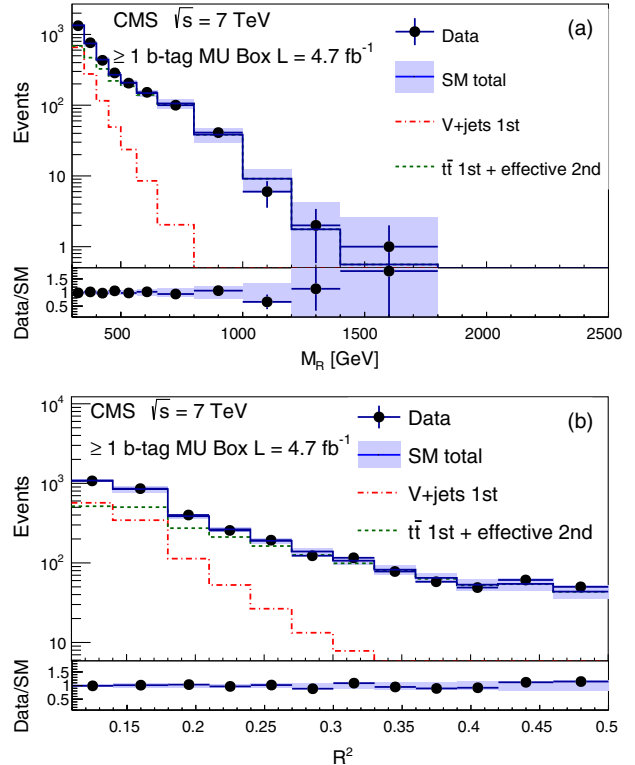 CMS √s = 7 TeV
(a)
≥ 1 b-tag MU Box L = 4.7 fb⁻¹
Data
SM total
V+jets 1st
tt̄ 1st + effective 2nd
Events
10³
10²
10
1
Data/SM
1.5
1
0.5
500 1000 1500 2000 2500
M_R [GeV]
CMS √s = 7 TeV
(b)
≥ 1 b-tag MU Box L = 4.7 fb⁻¹
Data
SM total
V+jets 1st
tt̄ 1st + effective 2nd
Events
10⁴
10³
10²
10
Data/SM
1.5
1
0.5
0.15 0.2 0.25 0.3 0.35 0.4 0.45 0.5
R²